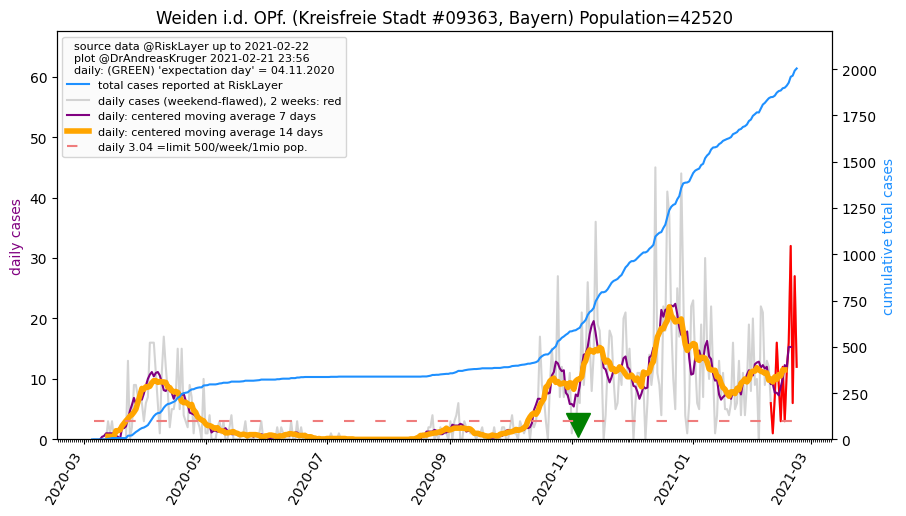 Weiden i.d. OPf. (Kreisfreie Stadt #09363, Bayern) Population=42520
source data @RiskLayer up to 2021-02-22
plot @DrAndreasKruger 2021-02-21 23:56
daily: (GREEN) 'expectation day' = 04.11.2020
total cases reported at RiskLayer
daily cases (weekend-flawed), 2 weeks: red
daily: centered moving average 7 days
daily: centered moving average 14 days
daily 3.04 =limit 500/week/1mio pop.
daily cases
60
50
40
30
20
10
0
cumulative total cases
2000
1750
1500
1250
1000
750
500
250
0
2020-03
2020-05
2020-07
2020-09
2020-11
2021-01
2021-03